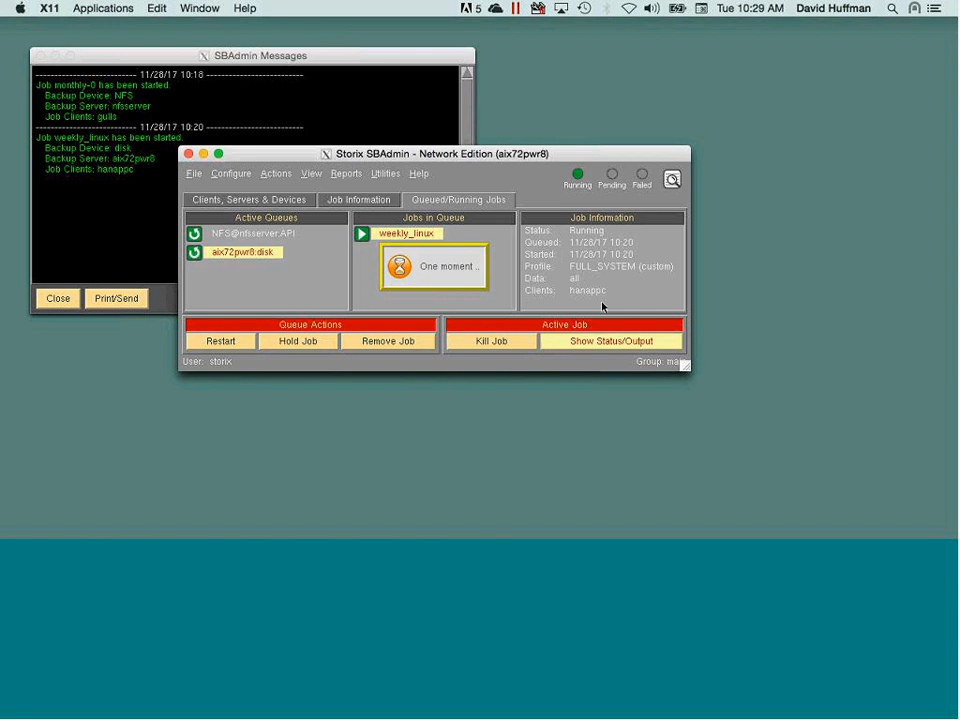 X11 Applications Edit Window Help 5 Tue 10:29 AM David Huffman
SBAdmin Messages
-------------------------- 11/28/17 10:18 --------------------------
Job monthly-0 has been started.
Backup Device: NFS
Backup Server: nfsserver
Job Clients: gulls
-------------------------- 11/28/17 10:20 --------------------------
Job weekly_linux has been started.
Backup Device: disk
Backup Server: aix72pwr8
Job Clients: hanappc
Close Print/Send
Storix SBAdmin - Network Edition (aix72pwr8)
File Configure Actions View Reports Utilities Help
Running Pending Failed
Clients, Servers & Devices Job Information Queued/Running Jobs
Active Queues Jobs in Queue Job Information
NFS@nfsserver:API
aix72pwr8:disk
weekly_linux
One moment ..
Status: Running
Queued: 11/28/17 10:20
Started: 11/28/17 10:20
Profile: FULL_SYSTEM (custom)
Data: all
Clients: hanappc
Queue Actions Active Job
Restart Hold Job Remove Job Kill Job Show Status/Output
User: storix Group: